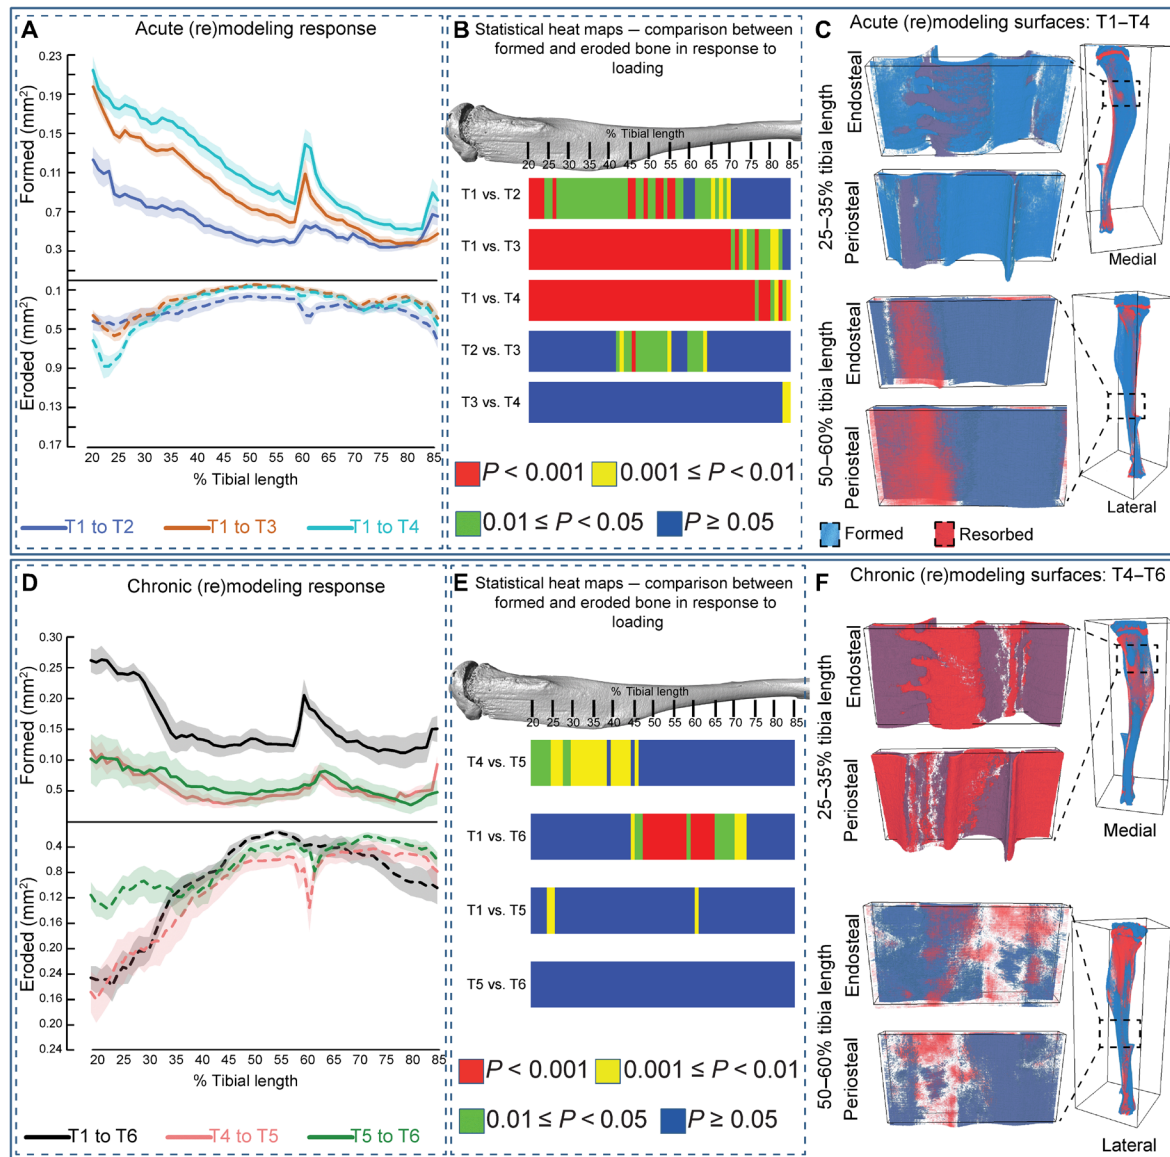 A
Acute (re)modeling response
Formed (mm²)
0.23
0.19
0.15
0.11
0.7
0.3
Eroded (mm²)
0.1
0.5
0.9
0.13
0.17
20 25 30 35 40 45 50 55 60 65 70 75 80 85
% Tibial length
T1 to T2 T1 to T3 T1 to T4
B
Statistical heat maps — comparison between
formed and eroded bone in response to
loading
% Tibial length
20 25 30 35 40 45 50 55 60 65 70 75 80 85
T1 vs. T2
T1 vs. T3
T1 vs. T4
T2 vs. T3
T3 vs. T4
P < 0.001 0.001 ≤ P < 0.01
0.01 ≤ P < 0.05 P ≥ 0.05
C
Acute (re)modeling surfaces: T1–T4
25–35% tibia length
Endosteal
Periosteal
Medial
50–60% tibia length
Endosteal
Periosteal
Lateral
Formed Resorbed
D
Chronic (re)modeling response
Formed (mm²)
0.30
0.25
0.20
0.15
0.10
0.5
Eroded (mm²)
0.4
0.8
0.12
0.16
0.20
0.24
0.16
0.24
20 25 30 35 40 45 50 55 60 65 70 75 80 85
% Tibial length
T1 to T6 T4 to T5 T5 to T6
E
Statistical heat maps — comparison between
formed and eroded bone in response to
loading
% Tibial length
20 25 30 35 40 45 50 55 60 65 70 75 80 85
T4 vs. T5
T1 vs. T6
T1 vs. T5
T5 vs. T6
P < 0.001 0.001 ≤ P < 0.01
0.01 ≤ P < 0.05 P ≥ 0.05
F
Chronic (re)modeling surfaces: T4–T6
25–35% tibia length
Endosteal
Periosteal
Medial
50–60% tibia length
Endosteal
Periosteal
Lateral